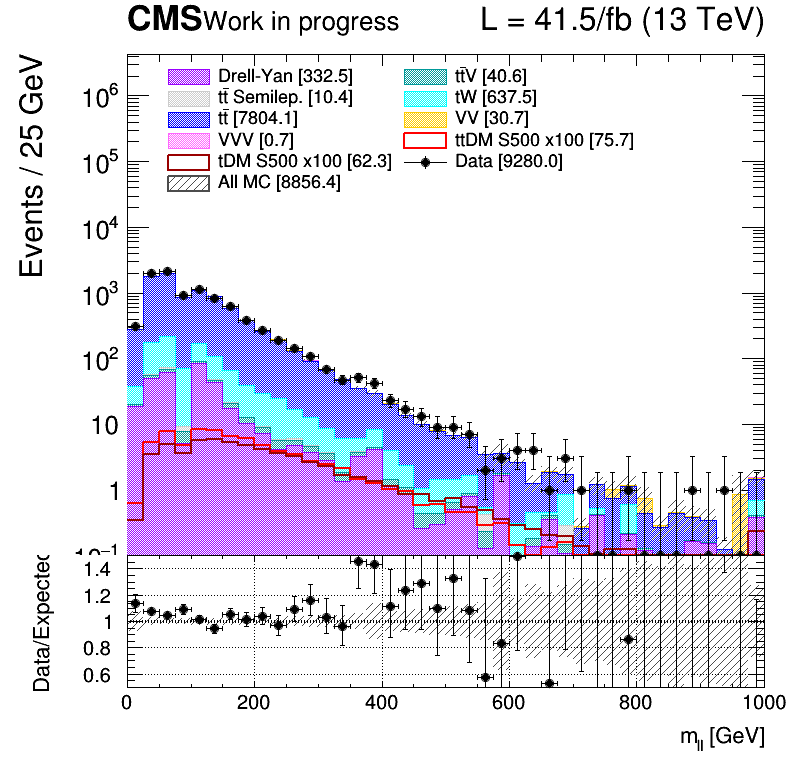 CMS Work in progress L = 41.5/fb (13 TeV)
Events / 25 GeV
Drell-Yan [332.5] tt̄V [40.6]
tt̄ Semilep. [10.4] tW [637.5]
tt̄ [7804.1] VV [30.7]
VVV [0.7] ttDM S500 x100 [75.7]
tDM S500 x100 [62.3] Data [9280.0]
All MC [8856.4]
10⁶
10⁵
10⁴
10³
10²
10
1
10⁻¹
Data/Expected
1.4
1.2
1
0.8
0.6
0 200 400 600 800 1000
m_ll [GeV]